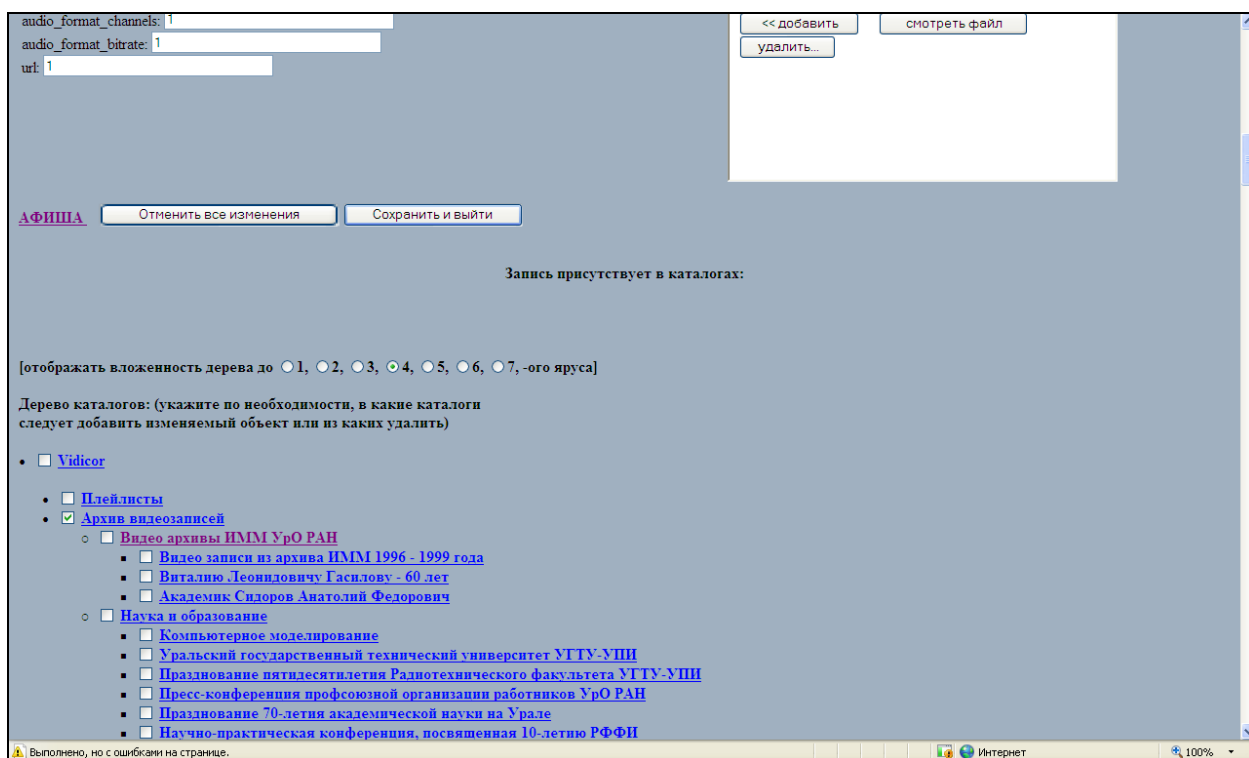 audio_format_channels: 1
<< добавить смотреть файл
audio_format_bitrate: 1
удалить...
url: 1
АФИША Отменить все изменения Сохранить и выйти
Запись присутствует в каталогах:
[отображать вложенность дерева до 1, 2, 3, 4, 5, 6, 7, -ого яруса]
Дерево каталогов: (укажите по необходимости, в какие каталоги
следует добавить изменяемый объект или из каких удалить)
Vidicor
Плейлисты
Архив видеозаписей
Видео архивы ИММ УрО РАН
Видео записи из архива ИММ 1996 - 1999 года
Виталию Леонидовичу Гасилову - 60 лет
Академик Сидоров Анатолий Федорович
Наука и образование
Компьютерное моделирование
Уральский государственный технический университет УГТУ-УПИ
Празднование пятидесятилетия Радиотехнического факультета УГТУ-УПИ
Пресс-конференция профсоюзной организации работников УрО РАН
Празднование 70-летия академической науки на Урале
Научно-практическая конференция, посвященная 10-летию РФФИ
Выполнено, но с ошибками на странице. Интернет 100%